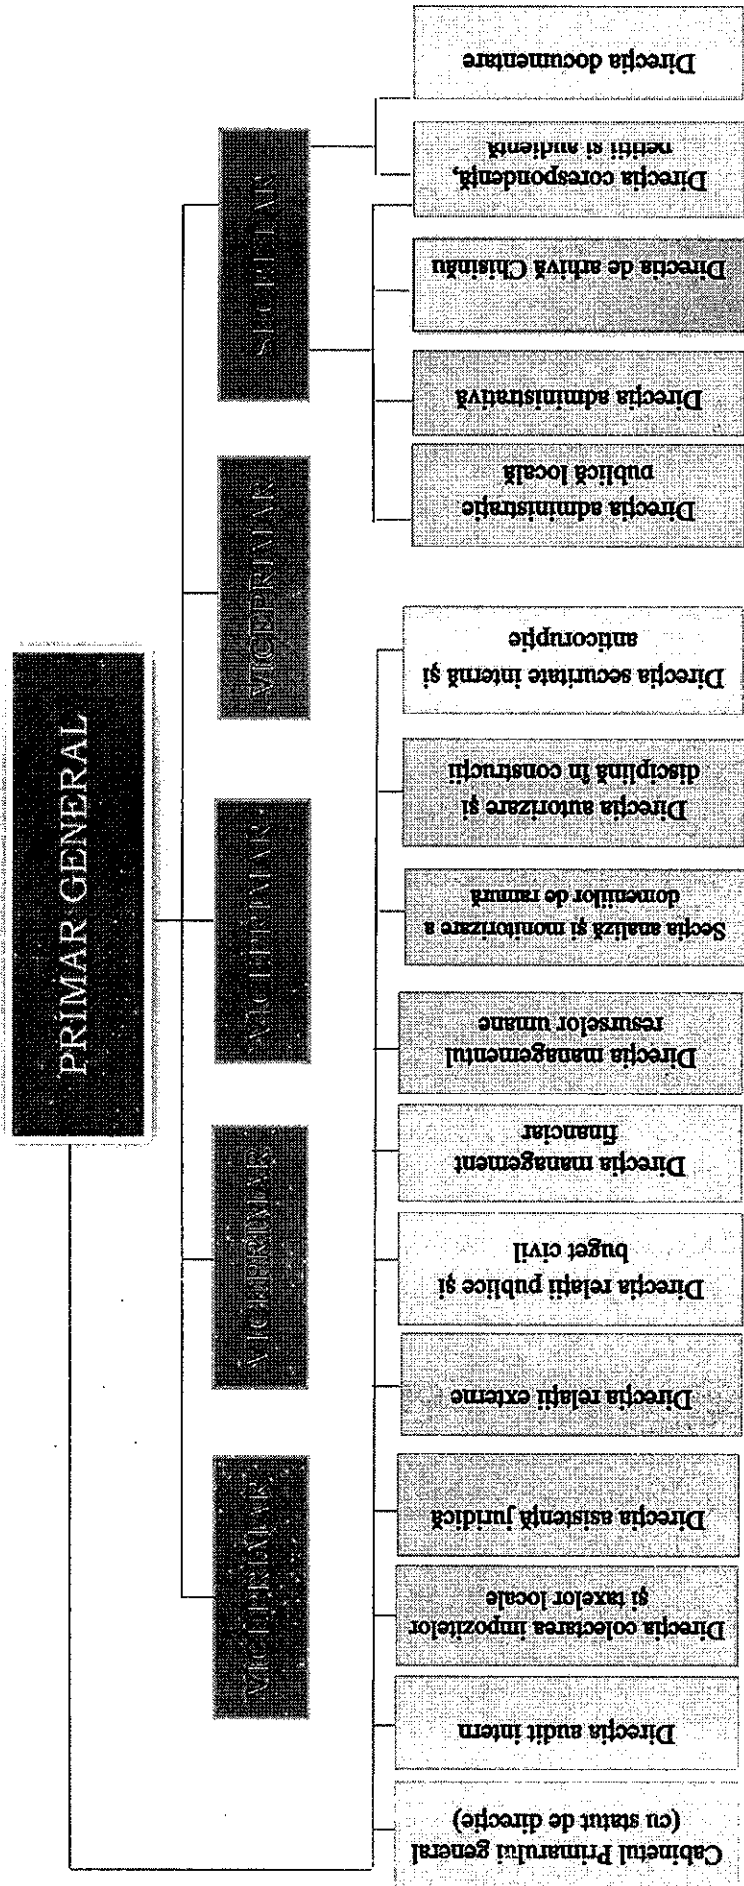 PRIMAR GENERAL
VICEPRIMAR
VICEPRIMAR
VICEPRIMAR
VICEPRIMAR
SECRETAR
Cabinetul Primarului general
(cu statut de direcție)
Direcția audit intern
Direcția colectarea impozitelor
și taxelor locale
Direcția asistență juridică
Direcția relații externe
Direcția relații publice și
buget civil
Direcția management
financiar
Direcția managementul
resurselor umane
Secția analiză și monitorizare a
domeniilor de ramură
Direcția autorizare și
disciplină în construcții
Direcția securitate internă și
anticorupție
Direcția administrație
publică locală
Direcția administrativă
Direcția de arhivă Chișinău
Direcția corespondență,
petiții și audiență
Direcția documentare